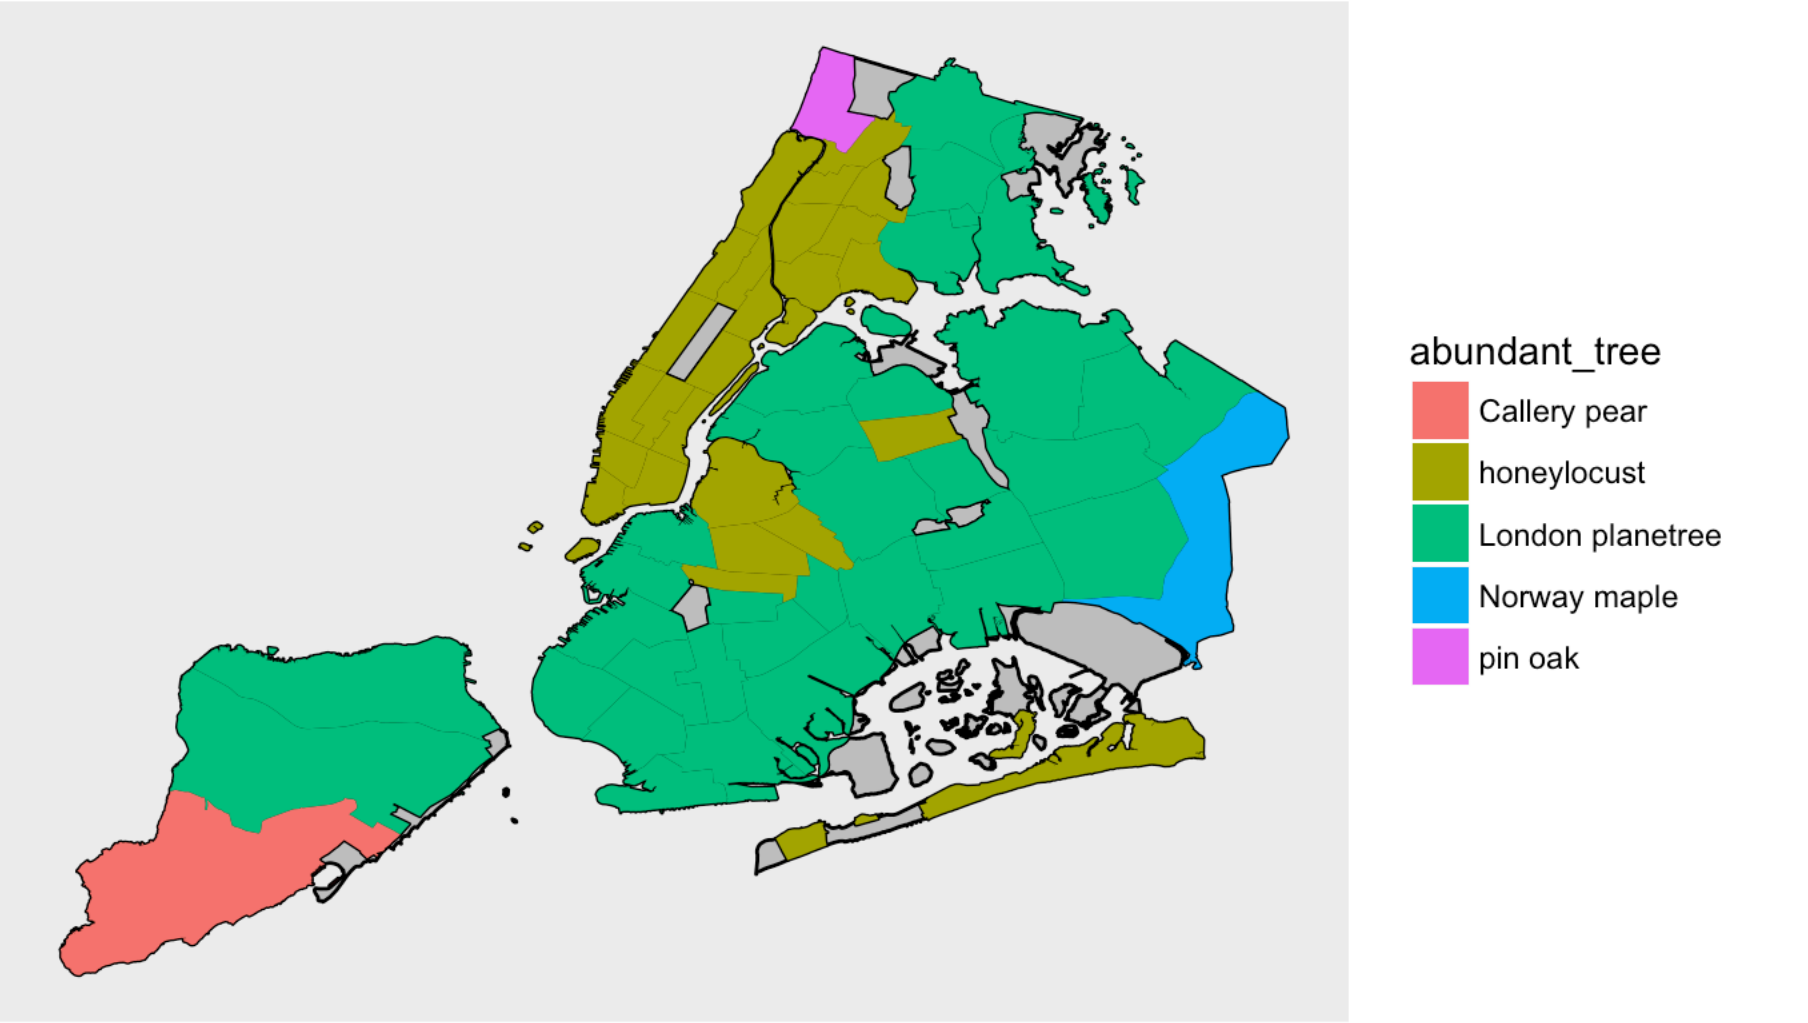 abundant_tree
Callery pear
honeylocust
London planetree
Norway maple
pin oak